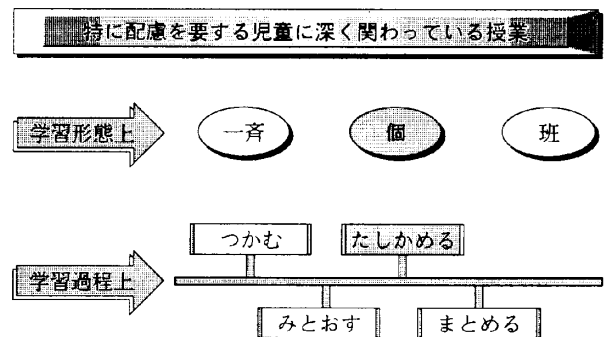 特に配慮を要する児童に深く関わっている授業
学習形態上 一斉 個 班
つかむ たしかめる
学習過程上
みとおす まとめる